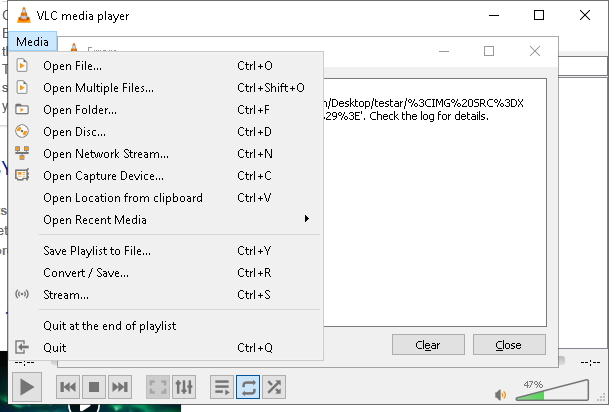 VLC media player
Media
Open File... Ctrl+O
Open Multiple Files... Ctrl+Shift+O
Open Folder... Ctrl+F
Open Disc... Ctrl+D
Open Network Stream... Ctrl+N
Open Capture Device... Ctrl+C
Open Location from clipboard Ctrl+V
Open Recent Media
Save Playlist to File... Ctrl+Y
Convert / Save... Ctrl+R
Stream... Ctrl+S
Quit at the end of playlist
Quit Ctrl+Q
/Desktop/testar/%3CIMG%20SRC%3DX
%29%3E'. Check the log for details.
Clear Close
--:-- --:--
47%